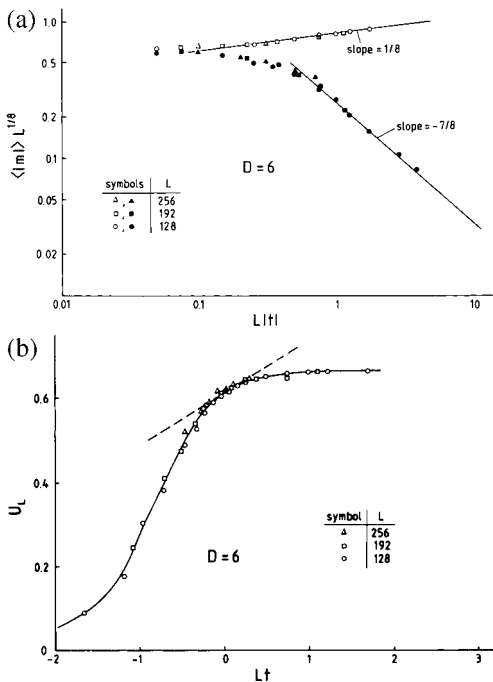 (a)
1.0
0.5
0.2
0.1
0.5
0.02
⟨|m|⟩ L^1/8
slope = 1/8
slope = -7/8
D = 6
symbols L
△ , ▲ 256
□ , ■ 192
○ , ● 128
0.01 0.1 1 10
L|t|
(b)
0.6
0.4
0.2
0
U_L
symbol L
△ 256
□ 192
○ 128
D = 6
-2 -1 0 1 2 3
Lt